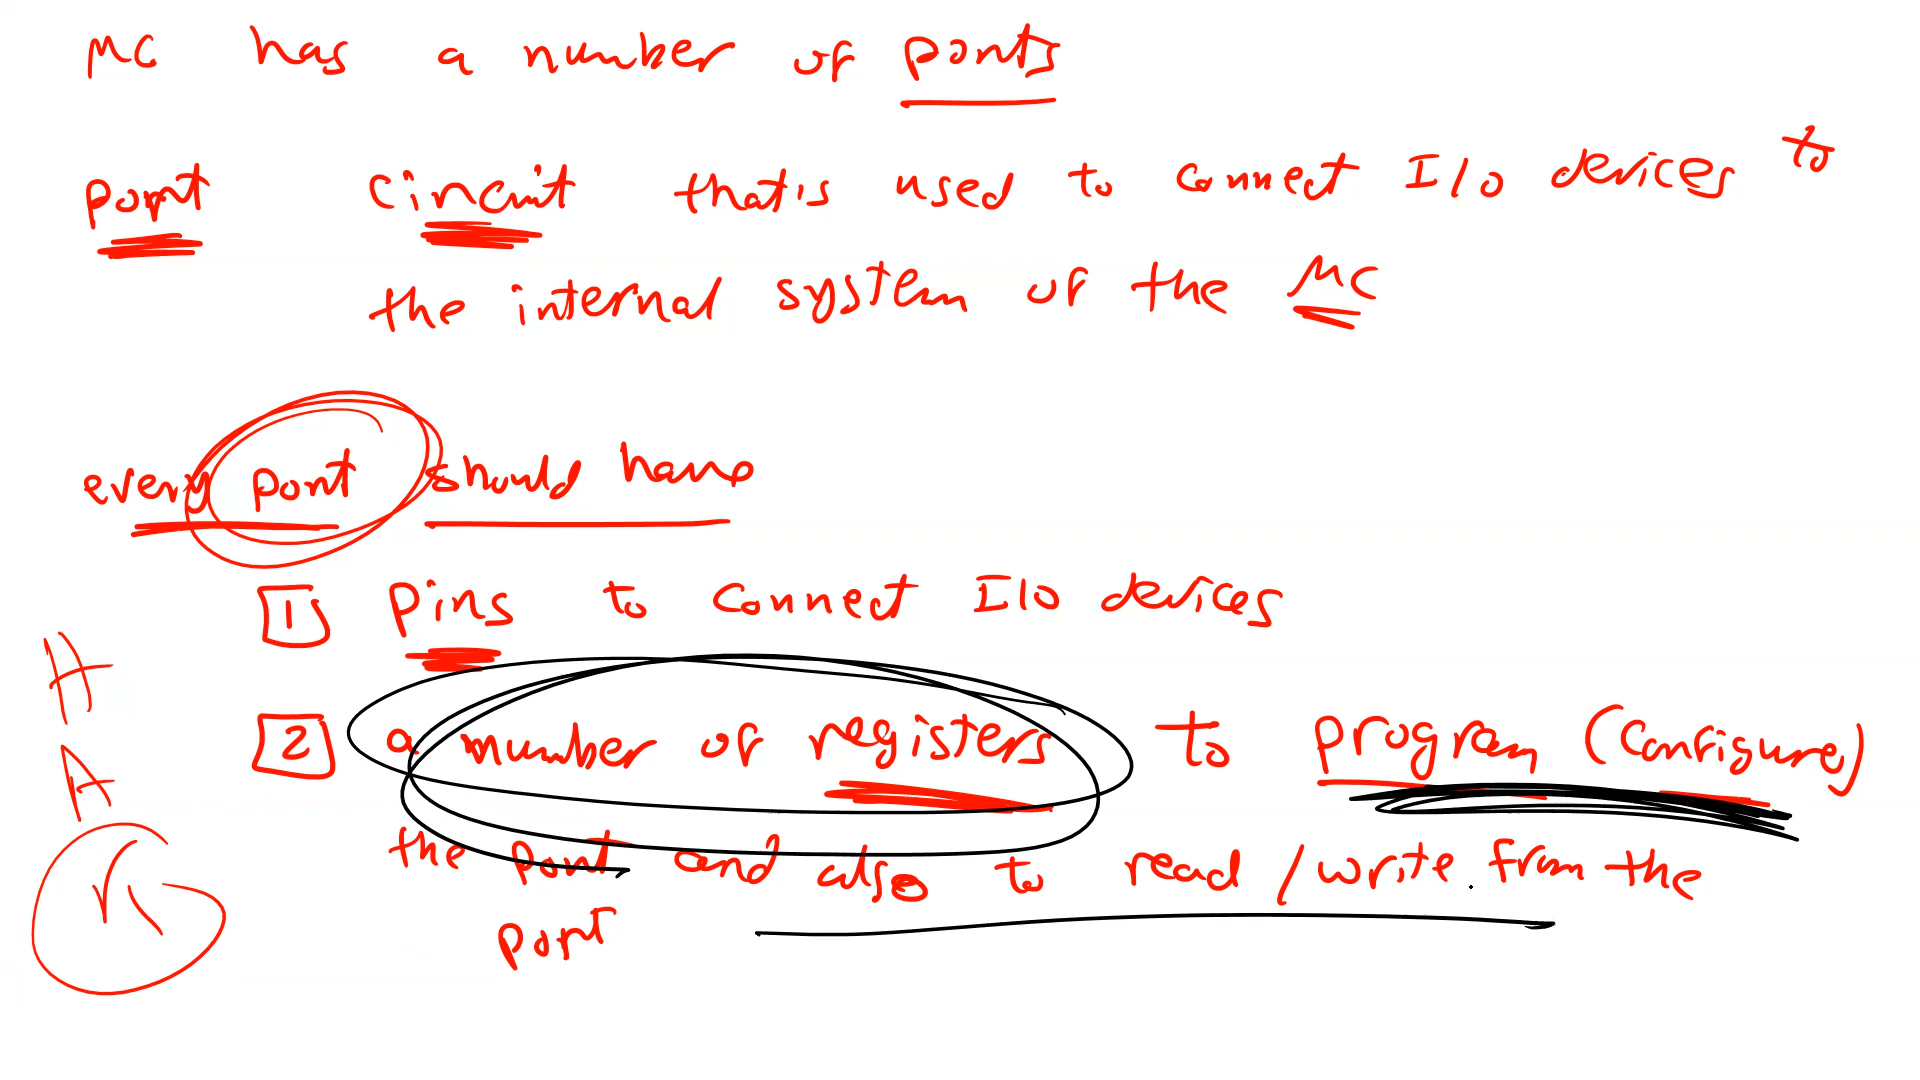 MC has a number of ports
port circuit that's used to connect I/O devices to
the internal system of the MC
every port should have
1 pins to connect I/O devices
2 a number of registers to program (configure)
the port and also to read / write from the
port
H
A